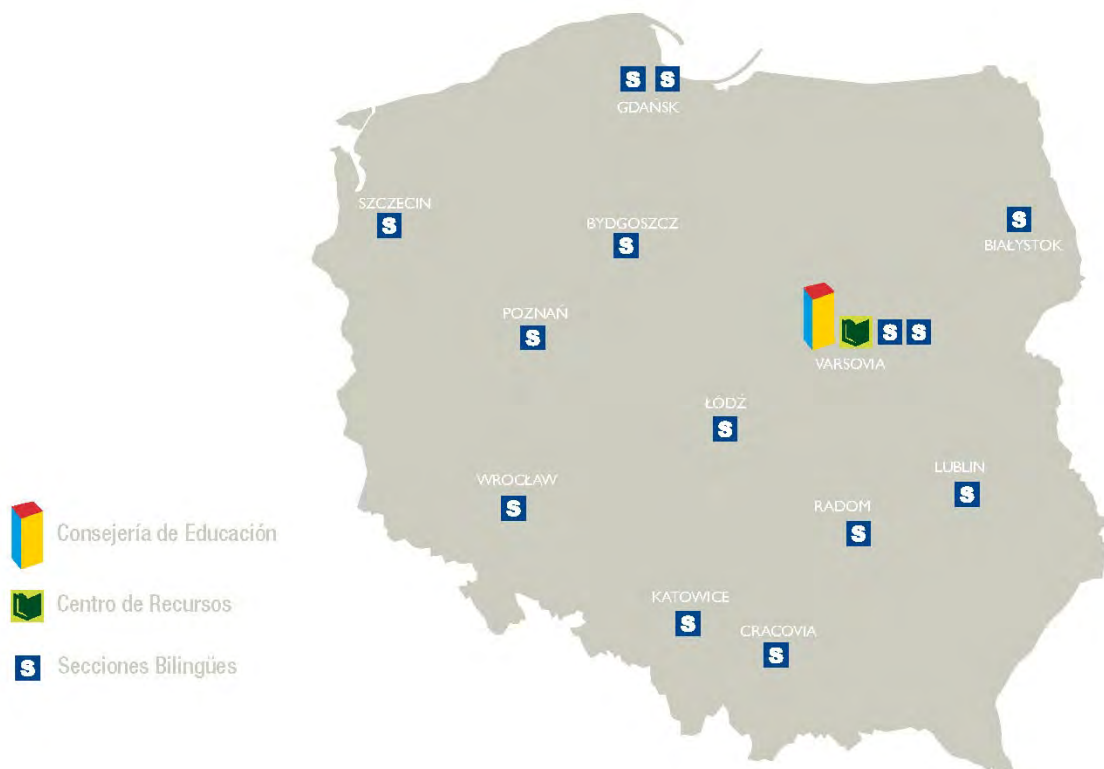 S S
GDAŃSK
SZCZECIN
S
BYDGOSZCZ
S
S
BIAŁYSTOK
POZNAŃ
S
S S
VARSOVIA
ŁÓDŹ
S
WROCŁAW
S
LUBLIN
S
RADOM
S
KATOWICE
S
CRACOVIA
S
Consejería de Educación
Centro de Recursos
S Secciones Bilingües